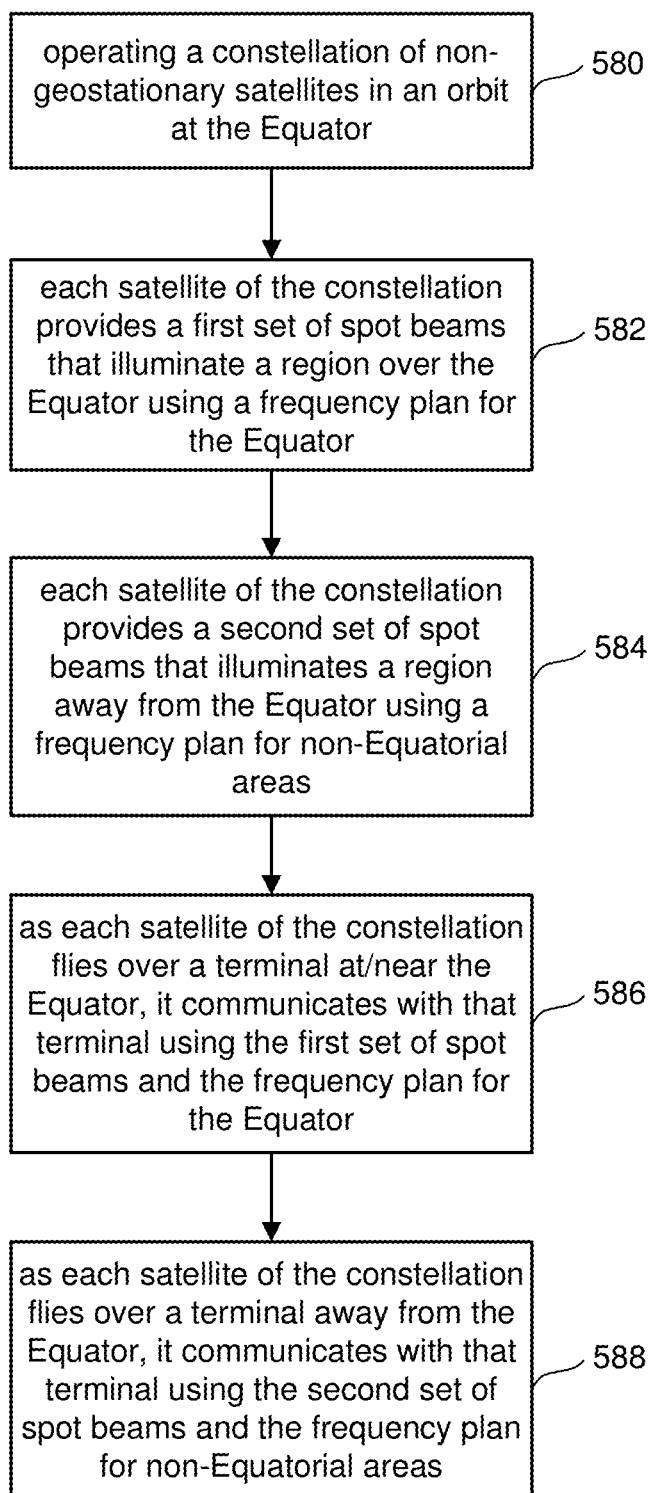 operating a constellation of non-
geostationary satellites in an orbit
at the Equator
580
each satellite of the constellation
provides a first set of spot beams
that illuminate a region over the
Equator using a frequency plan for
the Equator
582
each satellite of the constellation
provides a second set of spot
beams that illuminates a region
away from the Equator using a
frequency plan for non-Equatorial
areas
584
as each satellite of the constellation
flies over a terminal at/near the
Equator, it communicates with that
terminal using the first set of spot
beams and the frequency plan for
the Equator
586
as each satellite of the constellation
flies over a terminal away from the
Equator, it communicates with that
terminal using the second set of
spot beams and the frequency plan
for non-Equatorial areas
588